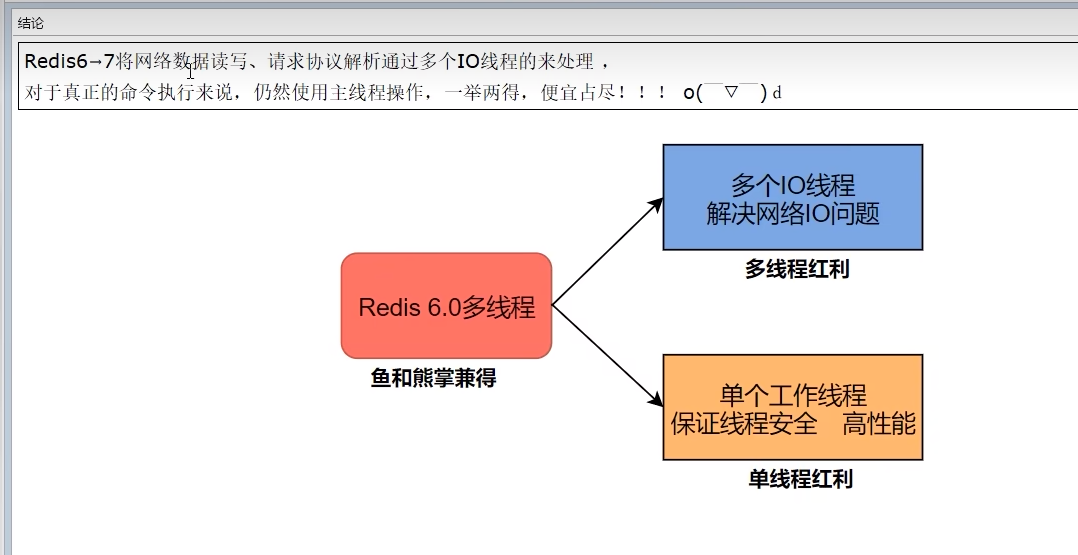 结论
Redis6→7将网络数据读写、请求协议解析通过多个IO线程的来处理 ，
对于真正的命令执行来说，仍然使用主线程操作，一举两得，便宜占尽！！！ o(￣▽￣)ｄ
多个IO线程
解决网络IO问题
多线程红利
Redis 6.0多线程
鱼和熊掌兼得
单个工作线程
保证线程安全　高性能
单线程红利